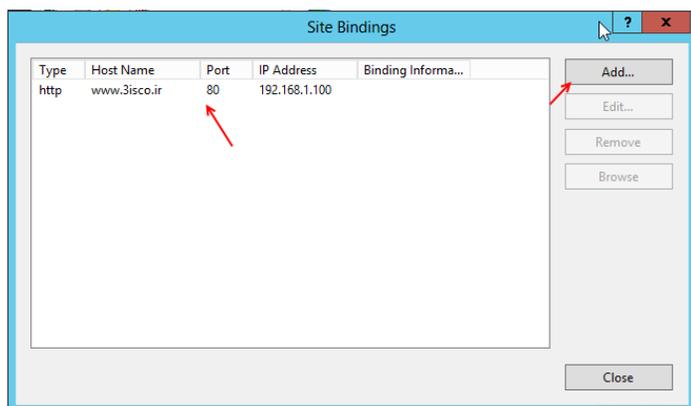 Site Bindings
?
x
Type Host Name Port IP Address Binding Informa...
http www.3isco.ir 80 192.168.1.100
Add...
Edit...
Remove
Browse
Close